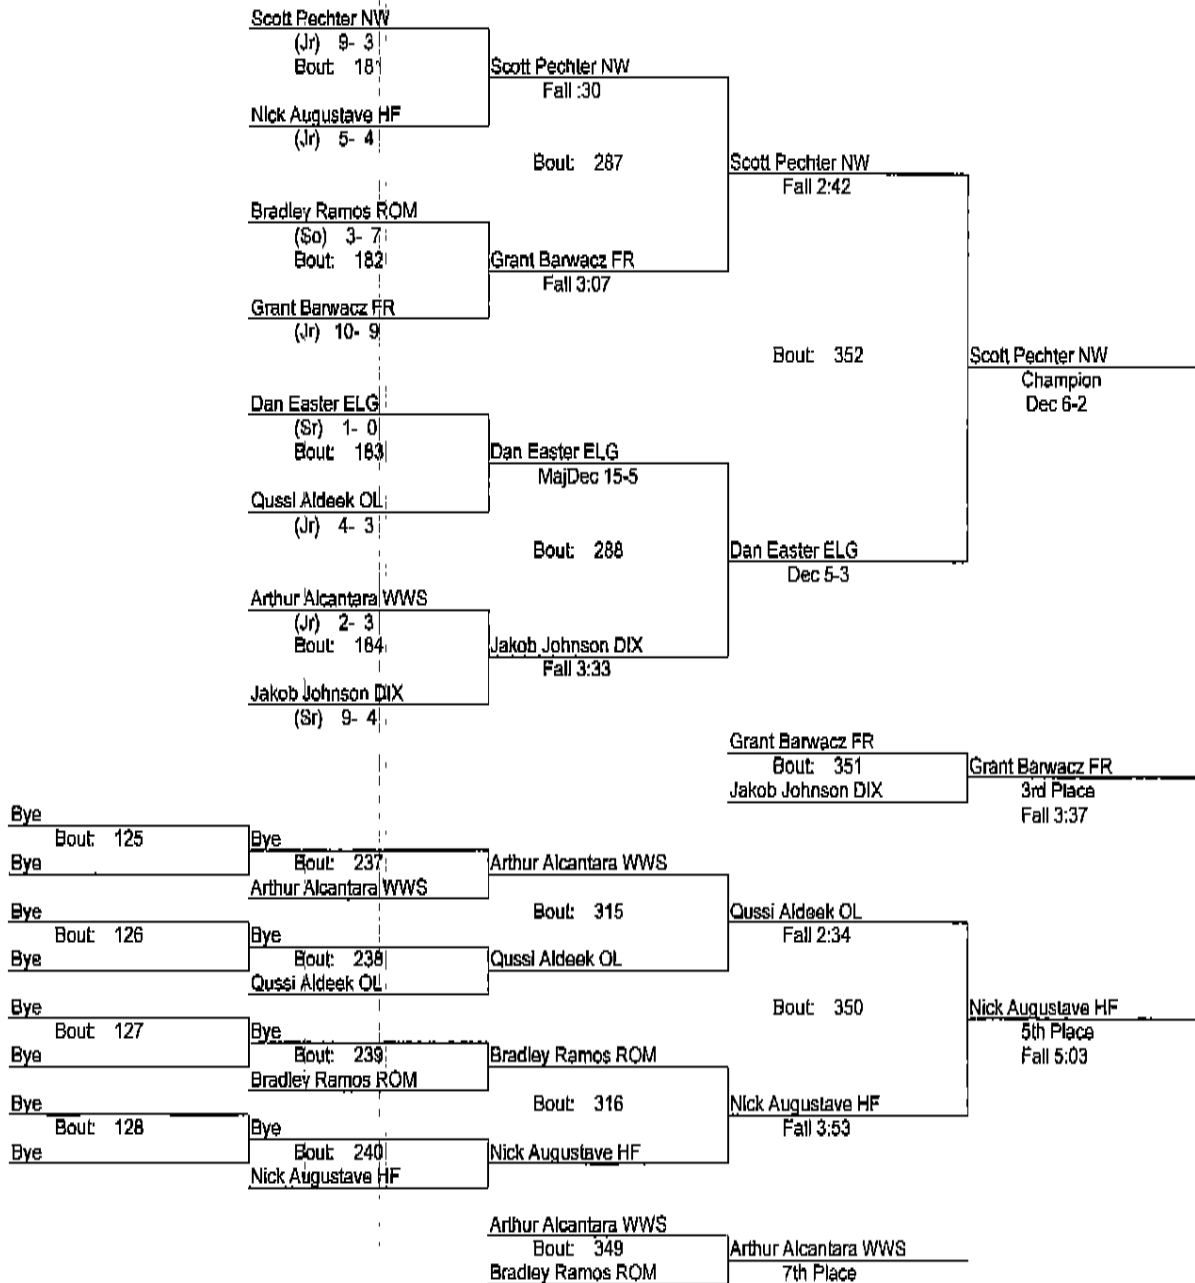 Scott Pechter NW
(Jr) 9- 3
Bout: 181
Scott Pechter NW
Fall :30
Nick Augustave HF
(Jr) 5- 4
Bout: 287
Scott Pechter NW
Fall 2:42
Bradley Ramos ROM
(So) 3- 7
Bout: 182
Grant Barwacz FR
Fall 3:07
Grant Barwacz FR
(Jr) 10- 9
Bout: 352
Scott Pechter NW
Champion
Dec 6-2
Dan Easter ELG
(Sr) 1- 0
Bout: 183
Dan Easter ELG
MajDec 15-5
Qussi Aldeek OL
(Jr) 4- 3
Bout: 288
Dan Easter ELG
Dec 5-3
Arthur Alcantara WWS
(Jr) 2- 3
Bout: 184
Jakob Johnson DIX
Fall 3:33
Jakob Johnson DIX
(Sr) 9- 4
Grant Barwacz FR
Bout: 351
Grant Barwacz FR
Jakob Johnson DIX
3rd Place
Fall 3:37
Bye
Bout: 125
Bye
Bye
Bout: 237
Arthur Alcantara WWS
Arthur Alcantara WWS
Bye
Bout: 126
Bye
Bout: 315
Qussi Aldeek OL
Fall 2:34
Bye
Bout: 238
Qussi Aldeek OL
Qussi Aldeek OL
Bye
Bout: 127
Bye
Bout: 350
Nick Augustave HF
5th Place
Fall 5:03
Bye
Bout: 239
Bradley Ramos ROM
Bradley Ramos ROM
Bye
Bout: 128
Bye
Bout: 316
Nick Augustave HF
Fall 3:53
Bye
Bout: 240
Nick Augustave HF
Nick Augustave HF
Arthur Alcantara WWS
Bout: 349
Arthur Alcantara WWS
Bradley Ramos ROM
7th Place